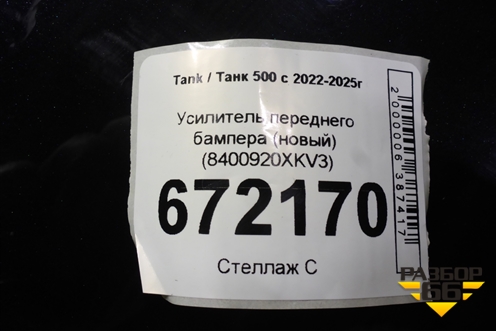 Tank / Танк 500 с 2022-2025г
Усилитель переднего
бампера (новый)
(8400920XKV3)
672170
Стеллаж С
2000006387417
РАЗБОР
66